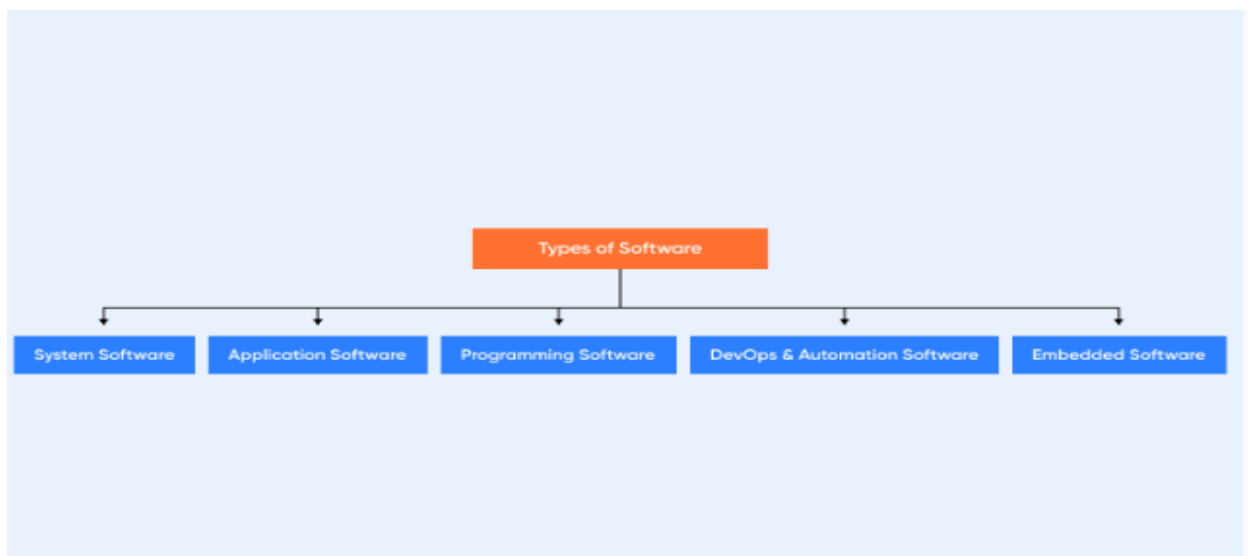 Types of Software
System Software
Application Software
Programming Software
DevOps & Automation Software
Embedded Software